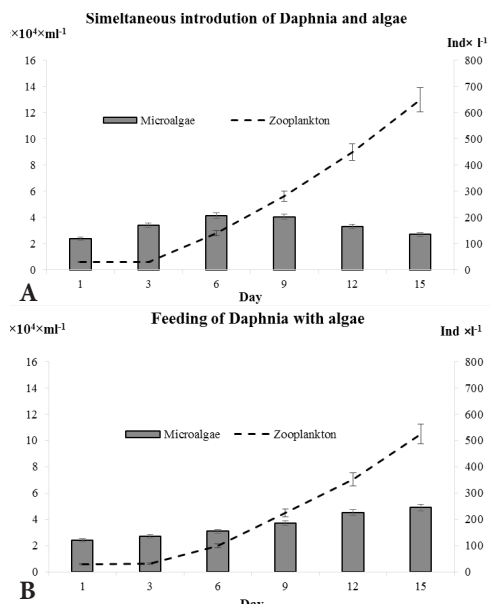 Simeltaneous introdution of Daphnia and algae
×10⁴×ml⁻¹
Ind× l⁻¹
16 800
14 700
Microalgae Zooplankton
12 600
10 500
8 400
6 300
4 200
2 100
0 0
1 3 6 9 12 15
Day
A
Feeding of Daphnia with algae
×10⁴×ml⁻¹
Ind ×l⁻¹
16 800
14 700
12 600
Microalgae Zooplankton
10 500
8 400
6 300
4 200
2 100
0 0
1 3 6 9 12 15
Day
B